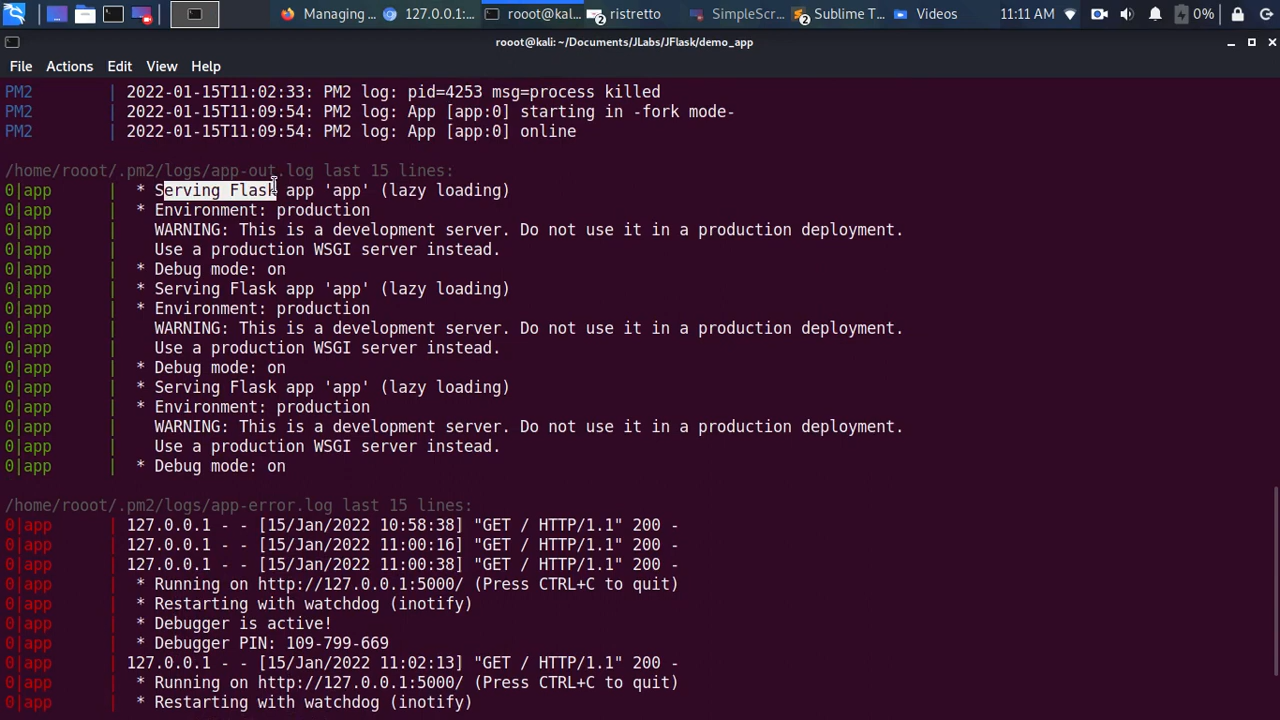 Managing ...
127.0.0.1:...
rooot@kal...
2
ristretto
SimpleScr...
2
Sublime T...
Videos
11:11 AM
0%
rooot@kali: ~/Documents/JLabs/JFlask/demo_app
File Actions Edit View Help
PM2 | 2022-01-15T11:02:33: PM2 log: pid=4253 msg=process killed
PM2 | 2022-01-15T11:09:54: PM2 log: App [app:0] starting in -fork mode-
PM2 | 2022-01-15T11:09:54: PM2 log: App [app:0] online
/home/rooot/.pm2/logs/app-out.log last 15 lines:
0|app | * Serving Flask app 'app' (lazy loading)
0|app | * Environment: production
0|app | WARNING: This is a development server. Do not use it in a production deployment.
0|app | Use a production WSGI server instead.
0|app | * Debug mode: on
0|app | * Serving Flask app 'app' (lazy loading)
0|app | * Environment: production
0|app | WARNING: This is a development server. Do not use it in a production deployment.
0|app | Use a production WSGI server instead.
0|app | * Debug mode: on
0|app | * Serving Flask app 'app' (lazy loading)
0|app | * Environment: production
0|app | WARNING: This is a development server. Do not use it in a production deployment.
0|app | Use a production WSGI server instead.
0|app | * Debug mode: on
/home/rooot/.pm2/logs/app-error.log last 15 lines:
0|app | 127.0.0.1 - - [15/Jan/2022 10:58:38] "GET / HTTP/1.1" 200 -
0|app | 127.0.0.1 - - [15/Jan/2022 11:00:16] "GET / HTTP/1.1" 200 -
0|app | 127.0.0.1 - - [15/Jan/2022 11:00:38] "GET / HTTP/1.1" 200 -
0|app | * Running on http://127.0.0.1:5000/ (Press CTRL+C to quit)
0|app | * Restarting with watchdog (inotify)
0|app | * Debugger is active!
0|app | * Debugger PIN: 109-799-669
0|app | 127.0.0.1 - - [15/Jan/2022 11:02:13] "GET / HTTP/1.1" 200 -
0|app | * Running on http://127.0.0.1:5000/ (Press CTRL+C to quit)
0|app | * Restarting with watchdog (inotify)